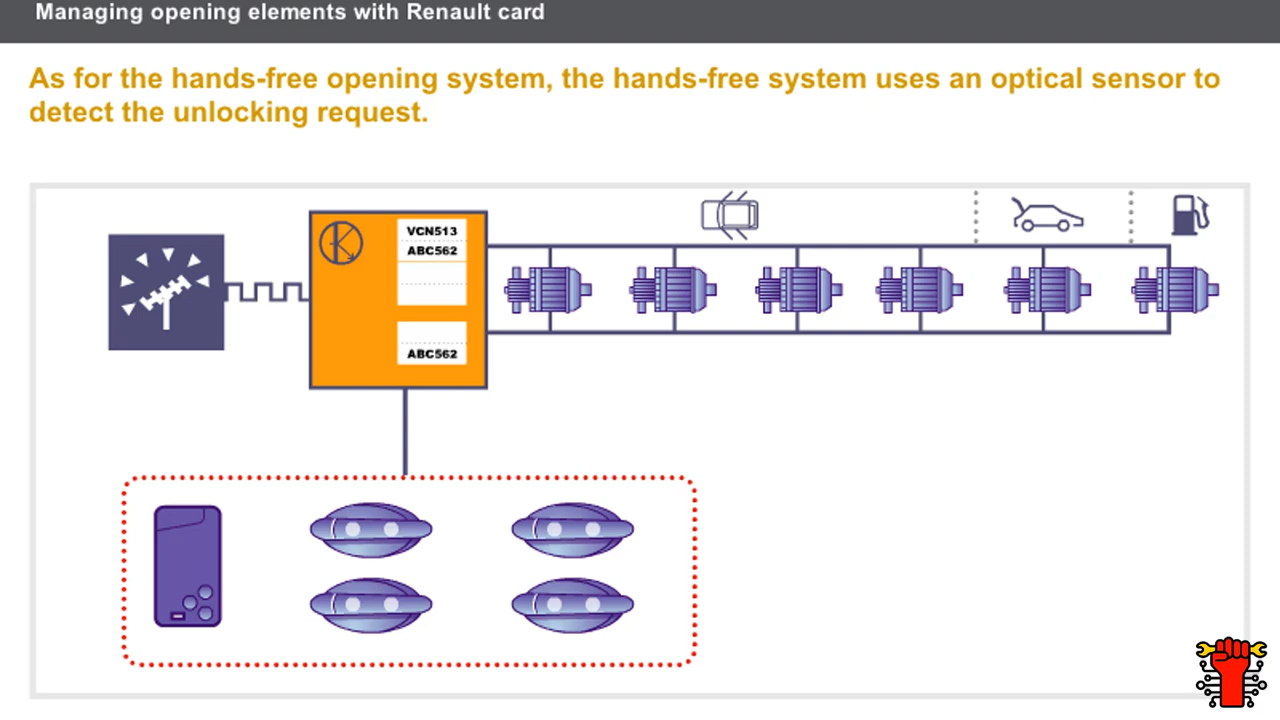 Managing opening elements with Renault card
As for the hands-free opening system, the hands-free system uses an optical sensor to
detect the unlocking request.
VCN513
ABC562
ABC562